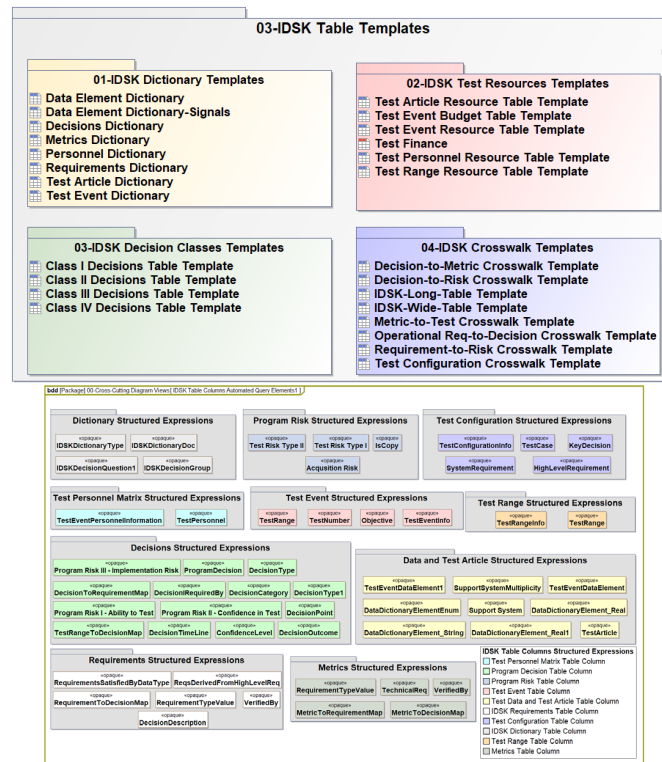 03-IDSK Table Templates
01-IDSK Dictionary Templates
Data Element Dictionary
Data Element Dictionary-Signals
Decisions Dictionary
Metrics Dictionary
Personnel Dictionary
Requirements Dictionary
Test Article Dictionary
Test Event Dictionary
02-IDSK Test Resources Templates
Test Article Resource Table Template
Test Event Budget Table Template
Test Event Resource Table Template
Test Finance
Test Personnel Resource Table Template
Test Range Resource Table Template
03-IDSK Decision Classes Templates
Class I Decisions Table Template
Class II Decisions Table Template
Class III Decisions Table Template
Class IV Decisions Table Template
04-IDSK Crosswalk Templates
Decision-to-Metric Crosswalk Template
Decision-to-Risk Crosswalk Template
IDSK-Long-Table Template
IDSK-Wide-Table Template
Metric-to-Test Crosswalk Template
Operational Req-to-Decision Crosswalk Template
Requirement-to-Risk Crosswalk Template
Test Configuration Crosswalk Template
bdd [Package] 00-Cross-Cutting Diagram Views[ IDSK Table Columns Automated Query Elements1 ]
Dictionary Structured Expressions
«opaque» «opaque»
IDSKDictionaryType IDSKDictionaryDoc
«opaque» «opaque»
IDSKDecisionQuestion1 IDSKDecisionGroup
Program Risk Structured Expressions
«opaque» «opaque» «opaque»
Test Risk Type II Test Risk Type I isCopy
«opaque»
Acqusition Risk
Test Configuration Structured Expressions
«opaque» «opaque» «opaque»
TestConfigurationInfo TestCase KeyDecision
«opaque» «opaque»
SystemRequirement HighLevelRequirement
Test Personnel Matrix Structured Expressions
«opaque» «opaque»
TestEventPersonnelInformation TestPersonnel
Test Event Structured Expressions
«opaque» «opaque» «opaque» «opaque»
TestRange TestNumber Objective TestEventInfo
Test Range Structured Expressions
«opaque» «opaque»
TestRangeInfo TestRange
Decisions Structured Expressions
«opaque» «opaque» «opaque»
Program Risk III - Implementation Risk ProgramDecision DecisionType
«opaque» «opaque» «opaque» «opaque»
DecisionToRequirementMap DecisionIRequiredBy DecisionCategory DecisionType1
«opaque» «opaque» «opaque»
Program Risk I - Ability to Test Program Risk II - Confidence in Test DecisionPoint
«opaque» «opaque» «opaque» «opaque»
TestRangeToDecisionMap DecisionTimeLine ConfidenceLevel DecisionOutcome
Data and Test Article Structured Expressions
«opaque» «opaque» «opaque»
TestEventDataElement1 SupportSystemMultiplicity TestEventDataElement
«opaque» «opaque» «opaque»
DataDictionaryElementEnum Support System DataDictionaryElement_Real
«opaque» «opaque» «opaque»
DataDictionaryElement_String DataDictionaryElement_Real1 TestArticle
Requirements Structured Expressions
«opaque» «opaque»
RequirementsSatisfiedByDataType ReqsDerivedFromHighLevelReq
«opaque» «opaque» «opaque»
RequirementToDecisionMap RequirementTypeValue VerifiedBy
«opaque»
DecisionDescription
Metrics Structured Expressions
«opaque» «opaque» «opaque»
RequirementTypeValue TechnicalReq VerifiedBy
«opaque» «opaque»
MetricToRequirementMap MetricToDecisionMap
IDSK Table Columns Structured Expressions
Test Personnel Matrix Table Column
Program Decision Table Column
Program Risk Table Column
Test Event Table Column
Test Data and Test Article Table Column
IDSK Requirements Table Column
Test Configuration Table Column
IDSK Dictionary Table Column
Test Range Table Column
Metrics Table Column